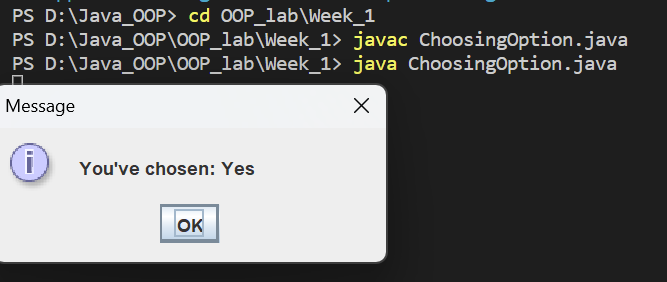 PS D:\Java_OOP> cd OOP_lab\Week_1
PS D:\Java_OOP\OOP_lab\Week_1> javac ChoosingOption.java
PS D:\Java_OOP\OOP_lab\Week_1> java ChoosingOption.java
Message
i
You've chosen: Yes
OK